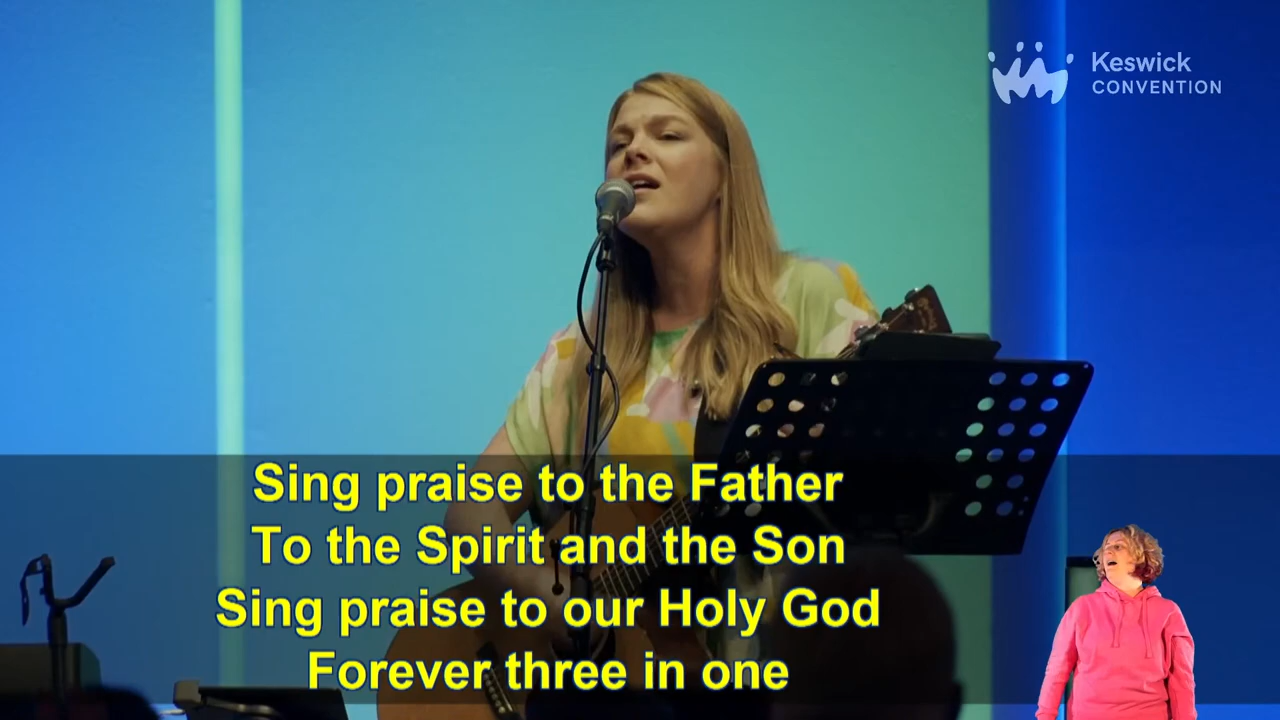 Keswick
CONVENTION
Sing praise to the Father
To the Spirit and the Son
Sing praise to our Holy God
Forever three in one